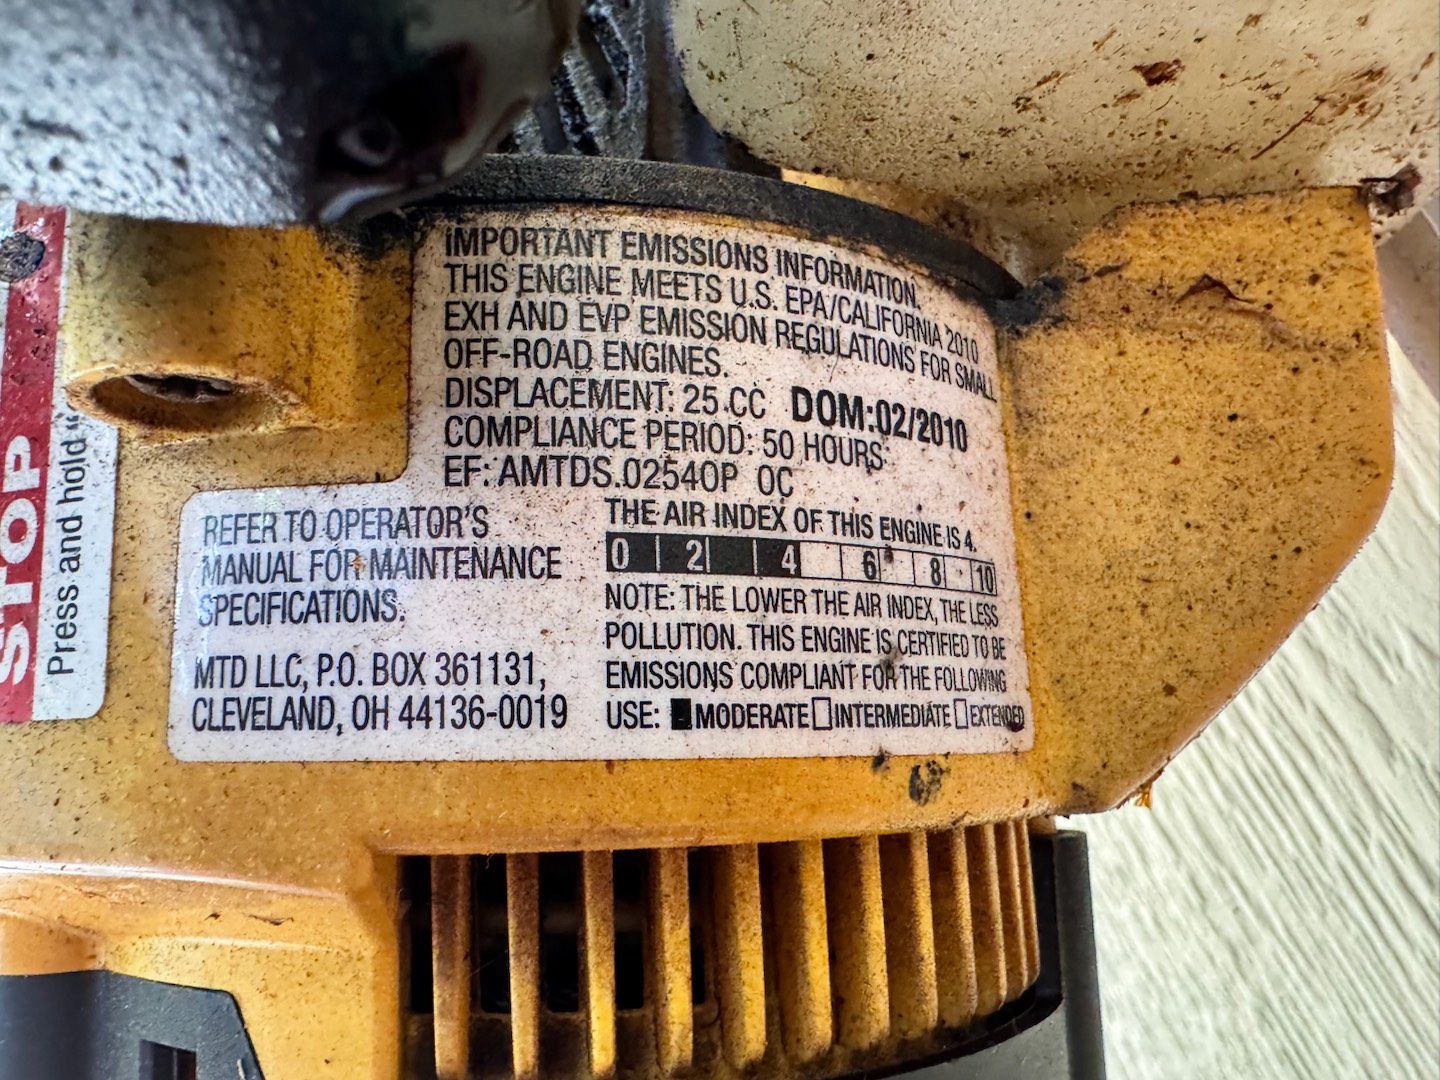 IMPORTANT EMISSIONS INFORMATION.
THIS ENGINE MEETS U.S. EPA/CALIFORNIA 2010
EXH AND EVP EMISSION REGULATIONS FOR SMALL
OFF-ROAD ENGINES.
DISPLACEMENT: 25.CC DOM:02/2010
COMPLIANCE PERIOD: 50 HOURS
EF: AMTDS.0254OP OC
REFER TO OPERATOR'S
MANUAL FOR MAINTENANCE
SPECIFICATIONS.
MTD LLC, P.O. BOX 361131,
CLEVELAND, OH 44136-0019
THE AIR INDEX OF THIS ENGINE IS 4.
0 2 4 6 8 10
NOTE: THE LOWER THE AIR INDEX, THE LESS
POLLUTION. THIS ENGINE IS CERTIFIED TO BE
EMISSIONS COMPLIANT FOR THE FOLLOWING
USE: ■MODERATE □INTERMEDIATE □EXTENDED
STOP
Press and hold "